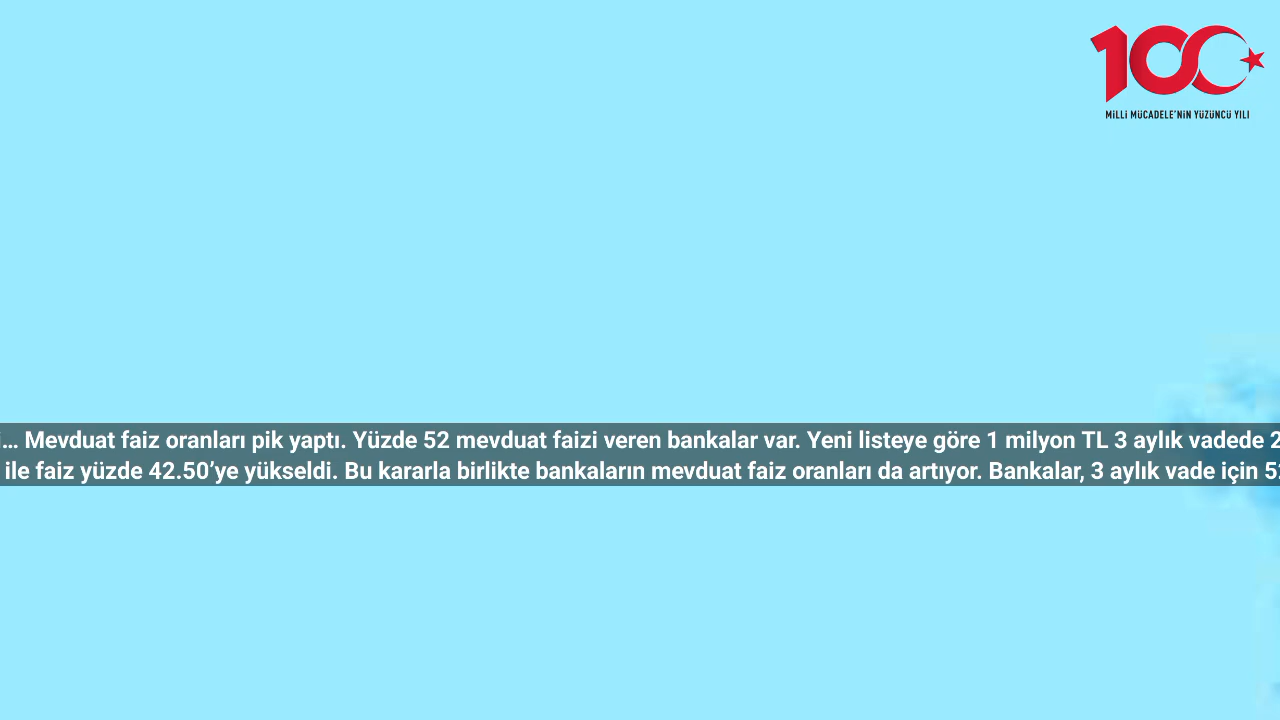 100
MİLLİ MÜCADELE'NİN YÜZÜNCÜ YILI
... Mevduat faiz oranları pik yaptı. Yüzde 52 mevduat faizi veren bankalar var. Yeni listeye göre 1 milyon TL 3 aylık vadede
ile faiz yüzde 42.50’ye yükseldi. Bu kararla birlikte bankaların mevduat faiz oranları da artıyor. Bankalar, 3 aylık vade için